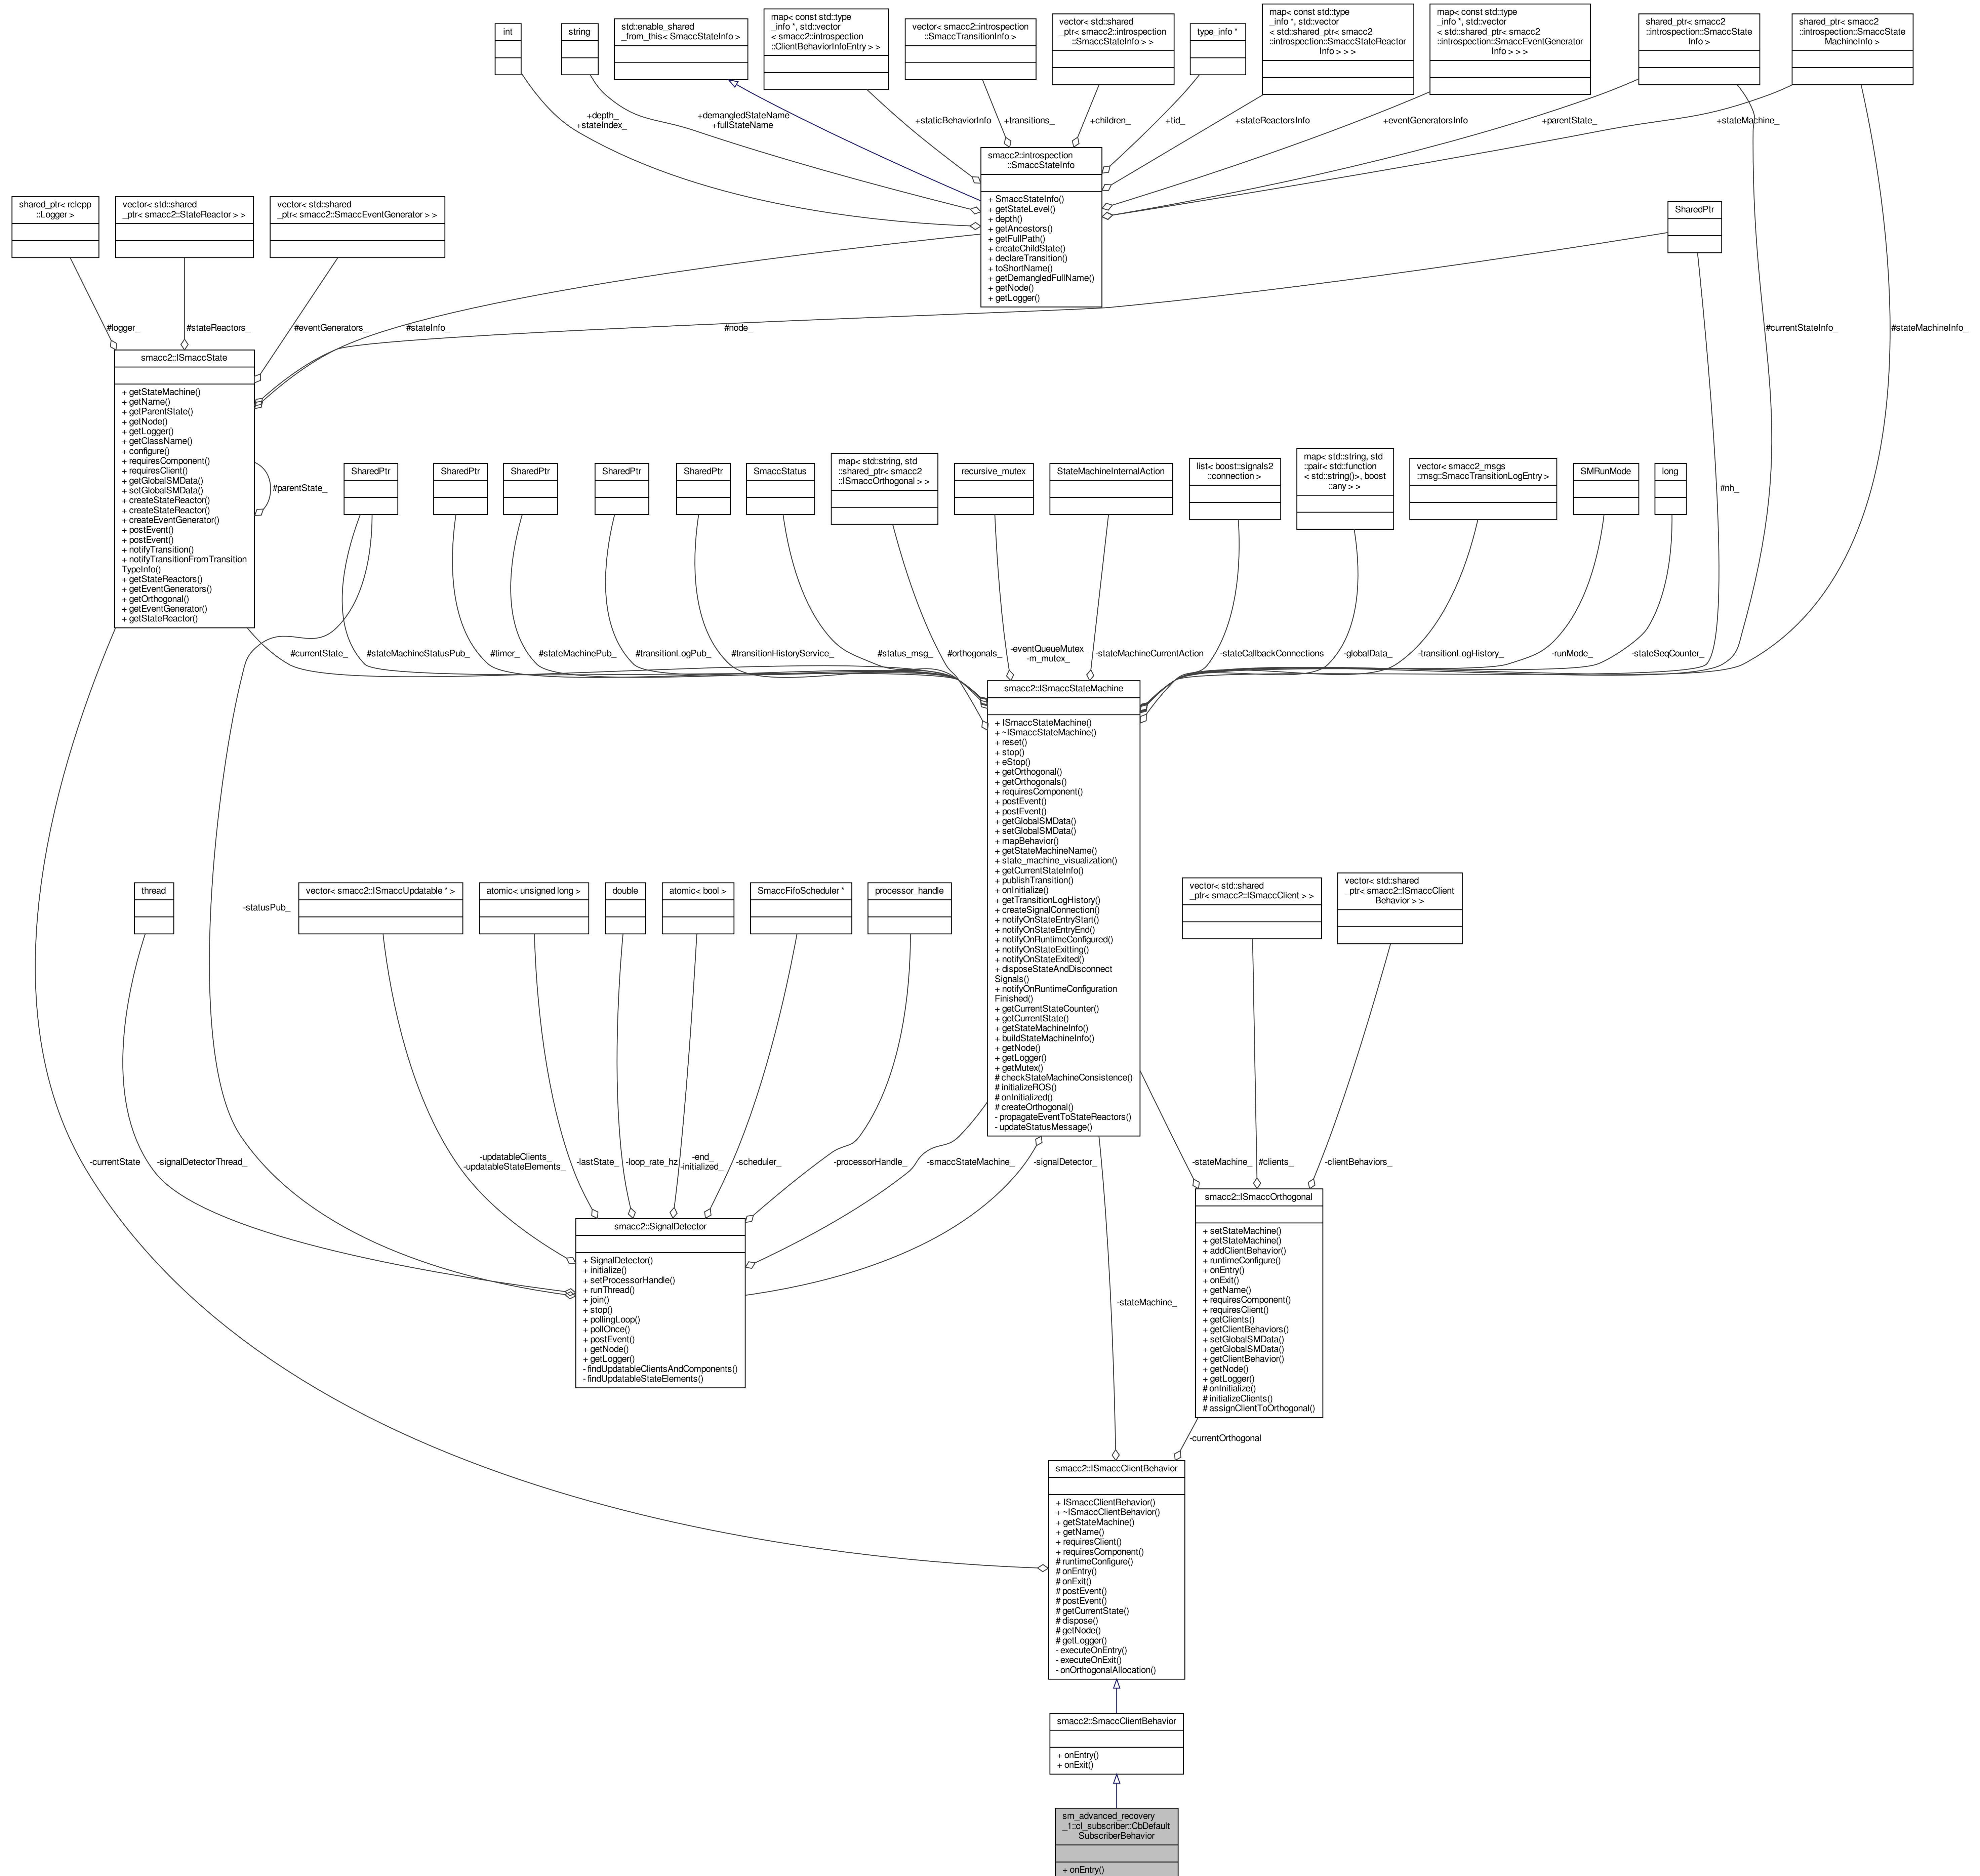 int
string
std::enable_shared
_from_this< SmaccStateInfo >
map< const std::type
_info *, std::vector
< smacc2::introspection
::ClientBehaviorInfoEntry > >
vector< smacc2::introspection
::SmaccTransitionInfo >
vector< std::shared
_ptr< smacc2::introspection
::SmaccStateInfo > >
type_info *
map< const std::type
_info *, std::vector
< std::shared_ptr< smacc2
::introspection::SmaccStateReactor
Info > > >
map< const std::type
_info *, std::vector
< std::shared_ptr< smacc2
::introspection::SmaccEventGenerator
Info > > >
shared_ptr< smacc2
::introspection::SmaccState
Info >
shared_ptr< smacc2
::introspection::SmaccState
MachineInfo >
+depth_
+stateIndex_
+demangledStateName
+fullStateName
+staticBehaviorInfo
+transitions_
+children_
+tid_
+stateReactorsInfo
+eventGeneratorsInfo
+parentState_
+stateMachine_
smacc2::introspection
::SmaccStateInfo
+ SmaccStateInfo()
+ getStateLevel()
+ depth()
+ getAncestors()
+ getFullPath()
+ createChildState()
+ declareTransition()
+ toShortName()
+ getDemangledFullName()
+ getNode()
+ getLogger()
shared_ptr< rclcpp
::Logger >
vector< std::shared
_ptr< smacc2::StateReactor > >
vector< std::shared
_ptr< smacc2::SmaccEventGenerator > >
SharedPtr
#logger_
#stateReactors_
#eventGenerators_
#stateInfo_
#node_
#currentStateInfo_
#stateMachineInfo_
smacc2::ISmaccState
+ getStateMachine()
+ getName()
+ getParentState()
+ getNode()
+ getLogger()
+ getClassName()
+ configure()
+ requiresComponent()
+ requiresClient()
+ getGlobalSMData()
+ setGlobalSMData()
+ createStateReactor()
+ createStateReactor()
+ createEventGenerator()
+ postEvent()
+ postEvent()
+ notifyTransition()
+ notifyTransitionFromTransition
TypeInfo()
+ getStateReactors()
+ getEventGenerators()
+ getOrthogonal()
+ getEventGenerator()
+ getStateReactor()
#parentState_
SharedPtr
SharedPtr
SharedPtr
SharedPtr
SharedPtr
SmaccStatus
map< std::string, std
::shared_ptr< smacc2
::ISmaccOrthogonal > >
recursive_mutex
StateMachineInternalAction
list< boost::signals2
::connection >
map< std::string, std
::pair< std::function
< std::string()>, boost
::any > >
vector< smacc2_msgs
::msg::SmaccTransitionLogEntry >
SMRunMode
long
#nh_
#currentState_
#stateMachineStatusPub_
#timer_
#stateMachinePub_
#transitionLogPub_
#transitionHistoryService_
#status_msg_
#orthogonals_
-eventQueueMutex_
-m_mutex_
-stateMachineCurrentAction
-stateCallbackConnections
-globalData_
-transitionLogHistory_
-runMode_
-stateSeqCounter_
smacc2::ISmaccStateMachine
+ ISmaccStateMachine()
+ ~ISmaccStateMachine()
+ reset()
+ stop()
+ eStop()
+ getOrthogonal()
+ getOrthogonals()
+ requiresComponent()
+ postEvent()
+ postEvent()
+ getGlobalSMData()
+ setGlobalSMData()
+ mapBehavior()
+ getStateMachineName()
+ state_machine_visualization()
+ getCurrentStateInfo()
+ publishTransition()
+ onInitialize()
+ getTransitionLogHistory()
+ createSignalConnection()
+ notifyOnStateEntryStart()
+ notifyOnStateEntryEnd()
+ notifyOnRuntimeConfigured()
+ notifyOnStateExitting()
+ notifyOnStateExited()
+ disposeStateAndDisconnect
Signals()
+ notifyOnRuntimeConfiguration
Finished()
+ getCurrentStateCounter()
+ getCurrentState()
+ getStateMachineInfo()
+ buildStateMachineInfo()
+ getNode()
+ getLogger()
+ getMutex()
# checkStateMachineConsistence()
# initializeROS()
# onInitialized()
# createOrthogonal()
- propagateEventToStateReactors()
- updateStatusMessage()
thread
-statusPub_
vector< smacc2::ISmaccUpdatable * >
atomic< unsigned long >
double
atomic< bool >
SmaccFifoScheduler *
processor_handle
vector< std::shared
_ptr< smacc2::ISmaccClient > >
vector< std::shared
_ptr< smacc2::ISmaccClient
Behavior > >
-currentState
-signalDetectorThread_
-updatableClients_
-updatableStateElements_
-lastState_
-loop_rate_hz
-end_
-initialized_
-scheduler_
-processorHandle_
-smaccStateMachine_
-signalDetector_
-stateMachine_
#clients_
-clientBehaviors_
smacc2::SignalDetector
+ SignalDetector()
+ initialize()
+ setProcessorHandle()
+ runThread()
+ join()
+ stop()
+ pollingLoop()
+ pollOnce()
+ postEvent()
+ getNode()
+ getLogger()
- findUpdatableClientsAndComponents()
- findUpdatableStateElements()
smacc2::ISmaccOrthogonal
+ setStateMachine()
+ getStateMachine()
+ addClientBehavior()
+ runtimeConfigure()
+ onEntry()
+ onExit()
+ getName()
+ requiresComponent()
+ requiresClient()
+ getClients()
+ getClientBehaviors()
+ setGlobalSMData()
+ getGlobalSMData()
+ getClientBehavior()
+ getNode()
+ getLogger()
# onInitialize()
# initializeClients()
# assignClientToOrthogonal()
-stateMachine_
-currentOrthogonal
smacc2::ISmaccClientBehavior
+ ISmaccClientBehavior()
+ ~ISmaccClientBehavior()
+ getStateMachine()
+ getName()
+ requiresClient()
+ requiresComponent()
# runtimeConfigure()
# onEntry()
# onExit()
# postEvent()
# postEvent()
# getCurrentState()
# dispose()
# getNode()
# getLogger()
- executeOnEntry()
- executeOnExit()
- onOrthogonalAllocation()
smacc2::SmaccClientBehavior
+ onEntry()
+ onExit()
sm_advanced_recovery
_1::cl_subscriber::CbDefault
SubscriberBehavior
+ onEntry()